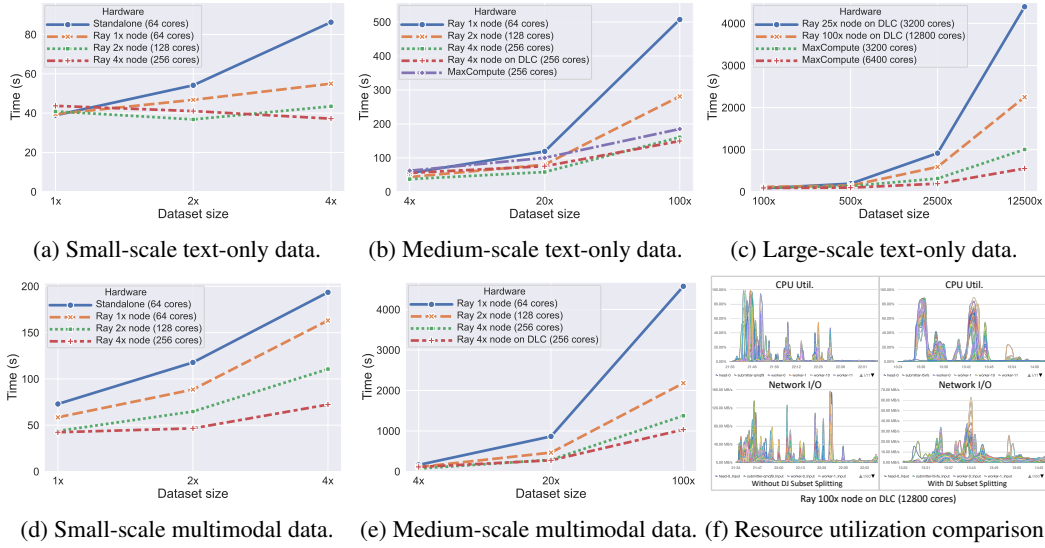 Hardware
Standalone (64 cores)
Ray 1x node (64 cores)
Ray 2x node (128 cores)
Ray 4x node (256 cores)
Time (s)
80
60
40
20
0
1x
2x
4x
Dataset size
(a) Small-scale text-only data.
Hardware
Ray 1x node (64 cores)
Ray 2x node (128 cores)
Ray 4x node (256 cores)
Ray 4x node on DLC (256 cores)
MaxCompute (256 cores)
Time (s)
500
400
300
200
100
0
4x
20x
100x
Dataset size
(b) Medium-scale text-only data.
Hardware
Ray 25x node on DLC (3200 cores)
Ray 100x node on DLC (12800 cores)
MaxCompute (3200 cores)
MaxCompute (6400 cores)
Time (s)
4000
3000
2000
1000
0
100x
500x
2500x
12500x
Dataset size
(c) Large-scale text-only data.
Hardware
Standalone (64 cores)
Ray 1x node (64 cores)
Ray 2x node (128 cores)
Ray 4x node (256 cores)
Time (s)
200
150
100
50
0
1x
2x
4x
Dataset size
(d) Small-scale multimodal data.
Hardware
Ray 1x node (64 cores)
Ray 2x node (128 cores)
Ray 4x node (256 cores)
Ray 4x node on DLC (256 cores)
Time (s)
4000
3000
2000
1000
0
4x
20x
100x
Dataset size
(e) Medium-scale multimodal data.
CPU Util.
CPU Util.
Network I/O
Network I/O
Without DJ Subset Splitting
With DJ Subset Splitting
Ray 100x node on DLC (12800 cores)
(f) Resource utilization comparison